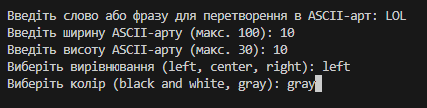 Введіть слово або фразу для перетворення в ASCII-арт: LOL
Введіть ширину ASCII-арту (макс. 100): 10
Введіть висоту ASCII-арту (макс. 30): 10
Виберіть вирівнювання (left, center, right): left
Виберіть колір (black and white, gray): gray